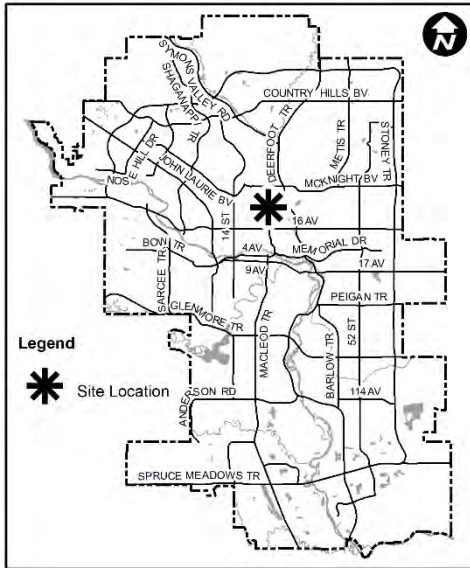 N
SYMONS VALLEY RD
SHAGANAPPI TR
COUNTRY HILLS BV
DEERFOOT TR
METIS TR
STONEY TR
NOSE HILL DR
JOHN LAURIE BV
MCKNIGHT BV
14 ST
16 AV
BOW TR
4 AV
MEMORIAL DR
9 AV
17 AV
SARCEE TR
PEIGAN TR
GLENMORE TR
MACLEOD TR
BARLOW TR
52 ST
Legend
Site Location
ANDERSON RD
114 AV
SPRUCE MEADOWS TR